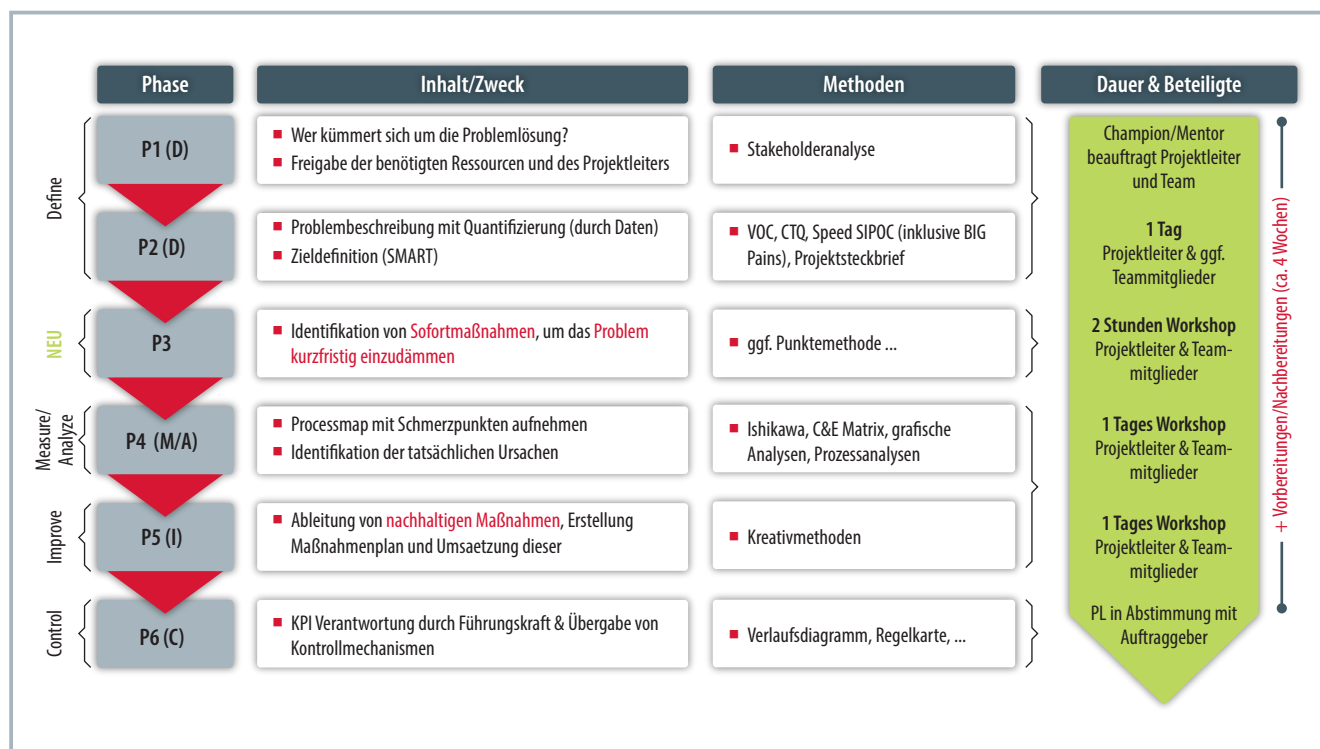 Phase
Inhalt/Zweck
Methoden
Dauer & Beteiligte
Define
P1 (D)
Wer kümmert sich um die Problemlösung?
Freigabe der benötigten Ressourcen und des Projektleiters
Stakeholderanalyse
Champion/Mentor
beauftragt Projektleiter
und Team
P2 (D)
Problembeschreibung mit Quantifizierung (durch Daten)
Zieldefinition (SMART)
VOC, CTQ, Speed SIPOC (inklusive BIG
Pains), Projektsteckbrief
1 Tag
Projektleiter & ggf.
Teammitglieder
NEU
P3
Identifikation von Sofortmaßnahmen, um das Problem
kurzfristig einzudämmen
ggf. Punktemethode ...
2 Stunden Workshop
Projektleiter & Team-
mitglieder
Measure/
Analyze
P4 (M/A)
Processmap mit Schmerzpunkten aufnehmen
Identifikation der tatsächlichen Ursachen
Ishikawa, C&E Matrix, grafische
Analysen, Prozessanalysen
1 Tages Workshop
Projektleiter & Team-
mitglieder
Improve
P5 (I)
Ableitung von nachhaltigen Maßnahmen, Erstellung
Maßnahmenplan und Umsaetzung dieser
Kreativmethoden
1 Tages Workshop
Projektleiter & Team-
mitglieder
Control
P6 (C)
KPI Verantwortung durch Führungskraft & Übergabe von
Kontrollmechanismen
Verlaufsdiagramm, Regelkarte, ...
PL in Abstimmung mit
Auftraggeber
+ Vorbereitungen/Nachbereitungen (ca. 4 Wochen)